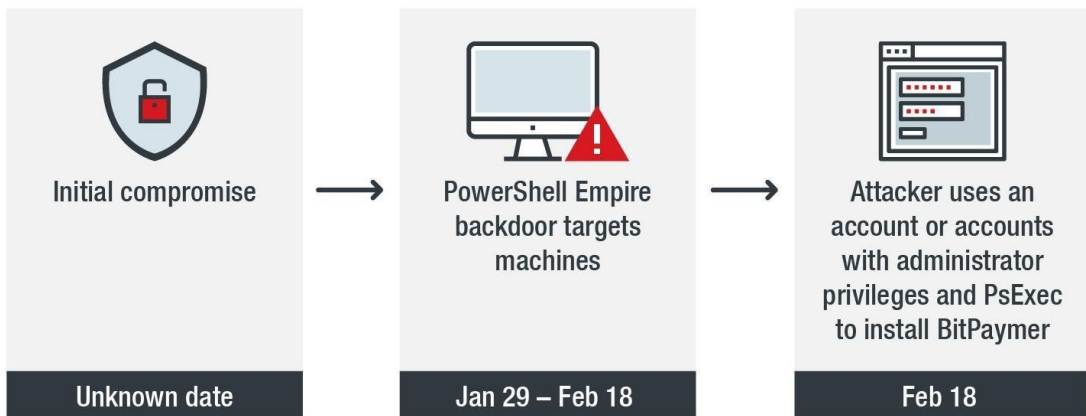 Initial compromise
Unknown date
PowerShell Empire
backdoor targets
machines
Jan 29 – Feb 18
Attacker uses an
account or accounts
with administrator
privileges and PsExec
to install BitPaymer
Feb 18